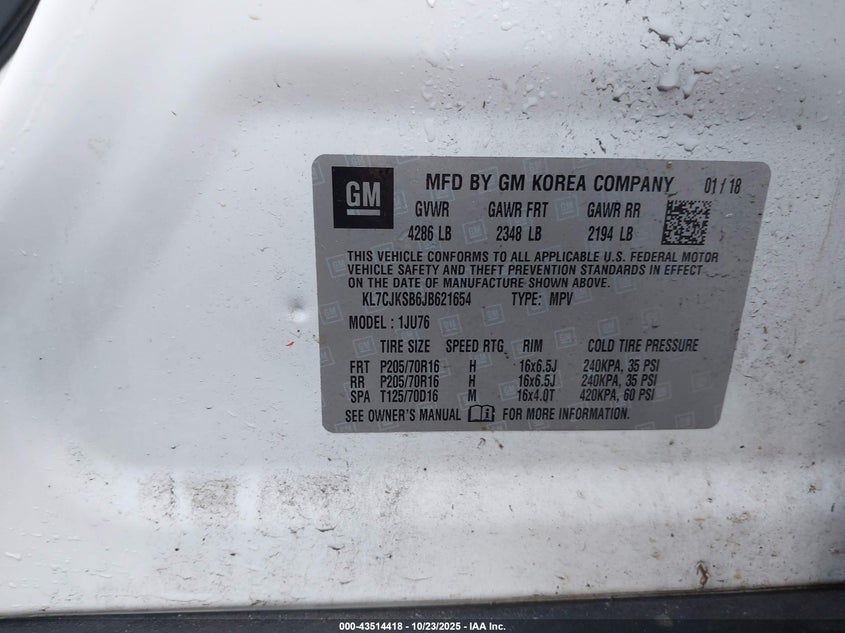 GM
MFD BY GM KOREA COMPANY 01/18
GVWR GAWR FRT GAWR RR
4286 LB 2348 LB 2194 LB
THIS VEHICLE CONFORMS TO ALL APPLICABLE U.S. FEDERAL MOTOR
VEHICLE SAFETY AND THEFT PREVENTION STANDARDS IN EFFECT
ON THE DATE OF MANUFACTURE SHOWN ABOVE.
KL7CJKSB6JB621654 TYPE: MPV
MODEL : 1JU76
TIRE SIZE SPEED RTG RIM COLD TIRE PRESSURE
FRT P205/70R16 H 16x6.5J 240KPA, 35 PSI
RR P205/70R16 H 16x6.5J 240KPA, 35 PSI
SPA T125/70D16 M 16x4.0T 420KPA, 60 PSI
SEE OWNER'S MANUAL FOR MORE INFORMATION.
000-43514418 - 10/23/2025 - IAA Inc.